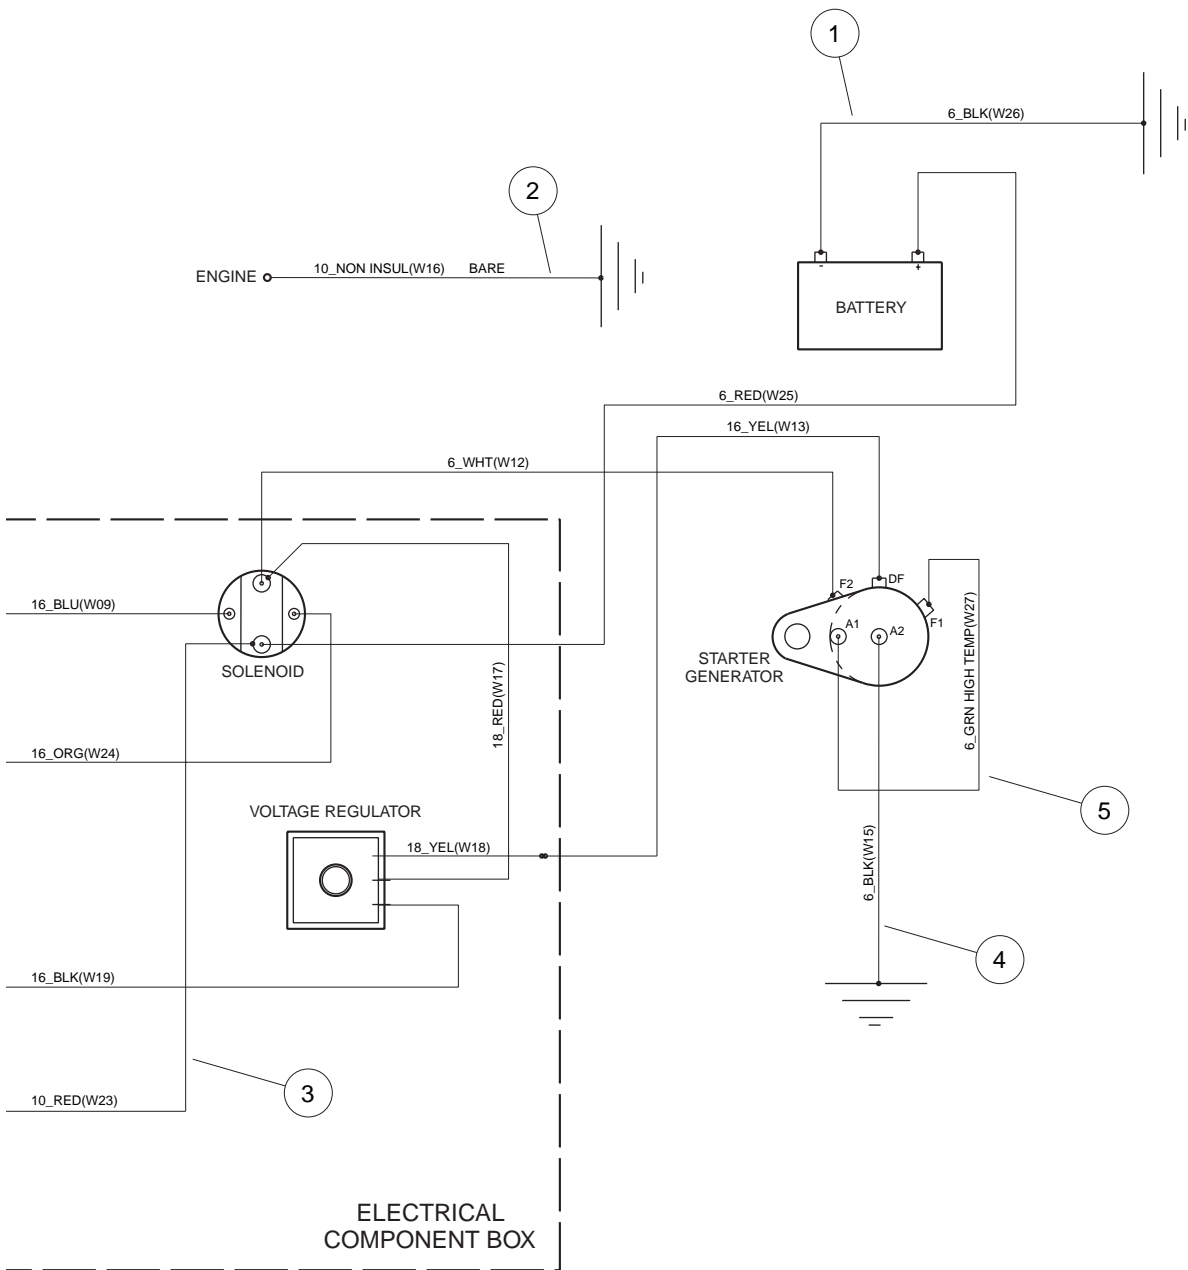 1
6_BLK(W26)
2
ENGINE
10_NON INSUL(W16) BARE
- +
BATTERY
6_RED(W25)
16_YEL(W13)
6_WHT(W12)
F2
DF
F1
A1
A2
16_BLU(W09)
SOLENOID
STARTER
GENERATOR
6_GRN HIGH TEMP(W27)
18_RED(W17)
16_ORG(W24)
VOLTAGE REGULATOR
5
18_YEL(W18)
6_BLK(W15)
4
16_BLK(W19)
3
10_RED(W23)
ELECTRICAL
COMPONENT BOX